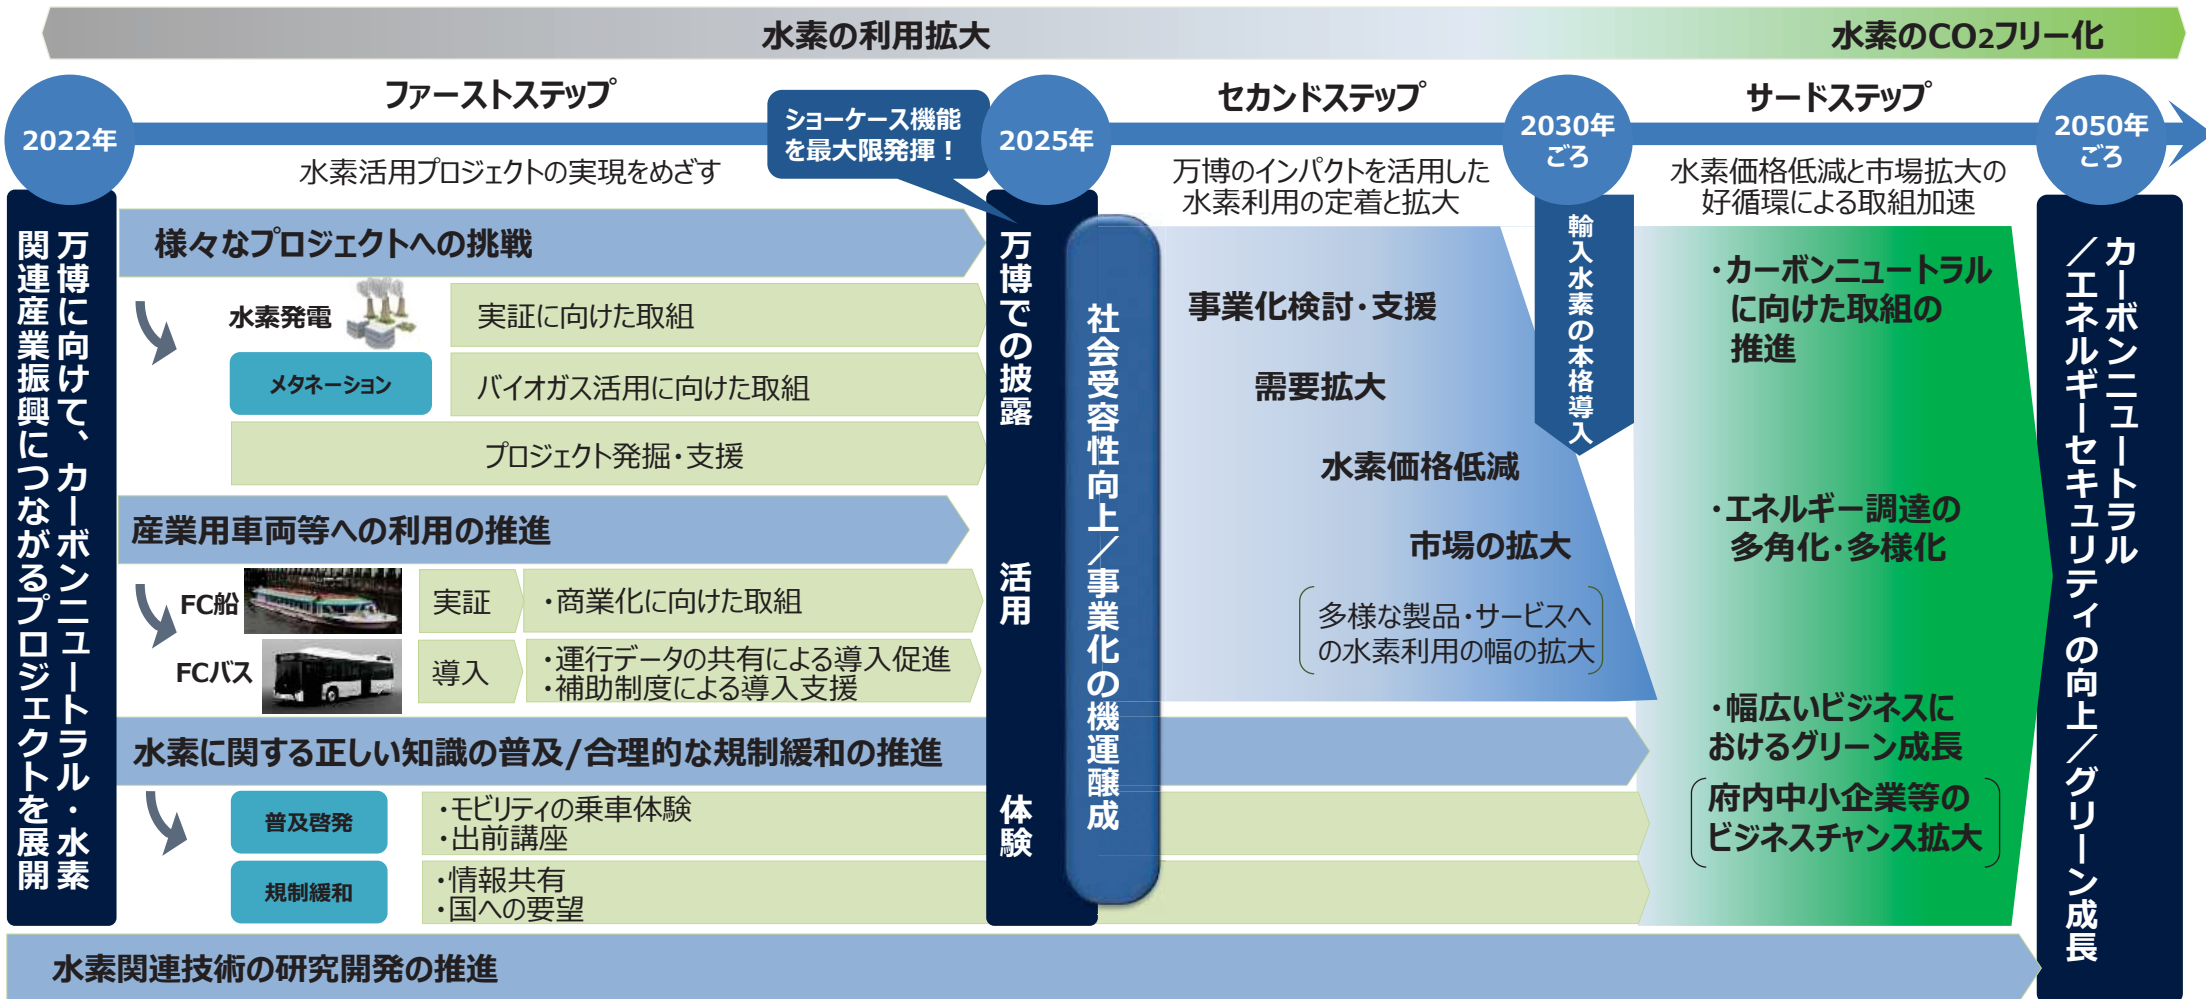 水素の利用拡大
水素のCO2フリー化
2022年
ファーストステップ
水素活用プロジェクトの実現をめざす
ショーケース機能
を最大限発揮！
2025年
セカンドステップ
万博のインパクトを活用した
水素利用の定着と拡大
2030年
ごろ
サードステップ
水素価格低減と市場拡大の
好循環による取組加速
2050年
ごろ
万博に向けて、カーボンニュートラル・水素
関連産業振興につながるプロジェクトを展開
様々なプロジェクトへの挑戦
水素発電
実証に向けた取組
メタネーション
バイオガス活用に向けた取組
プロジェクト発掘・支援
産業用車両等への利用の推進
FC船
実証
・商業化に向けた取組
FCバス
導入
・運行データの共有による導入促進
・補助制度による導入支援
水素に関する正しい知識の普及/合理的な規制緩和の推進
普及啓発
・モビリティの乗車体験
・出前講座
規制緩和
・情報共有
・国への要望
水素関連技術の研究開発の推進
万博での披露
活用
体験
社会受容性向上/事業化の機運醸成
事業化検討・支援
需要拡大
水素価格低減
市場の拡大
多様な製品・サービスへ
の水素利用の幅の拡大
輸入水素の本格導入
・カーボンニュートラル
に向けた取組の
推進
・エネルギー調達の
多角化・多様化
・幅広いビジネスに
おけるグリーン成長
府内中小企業等の
ビジネスチャンス拡大
カーボンニュートラル
/エネルギーセキュリティの向上/グリーン成長